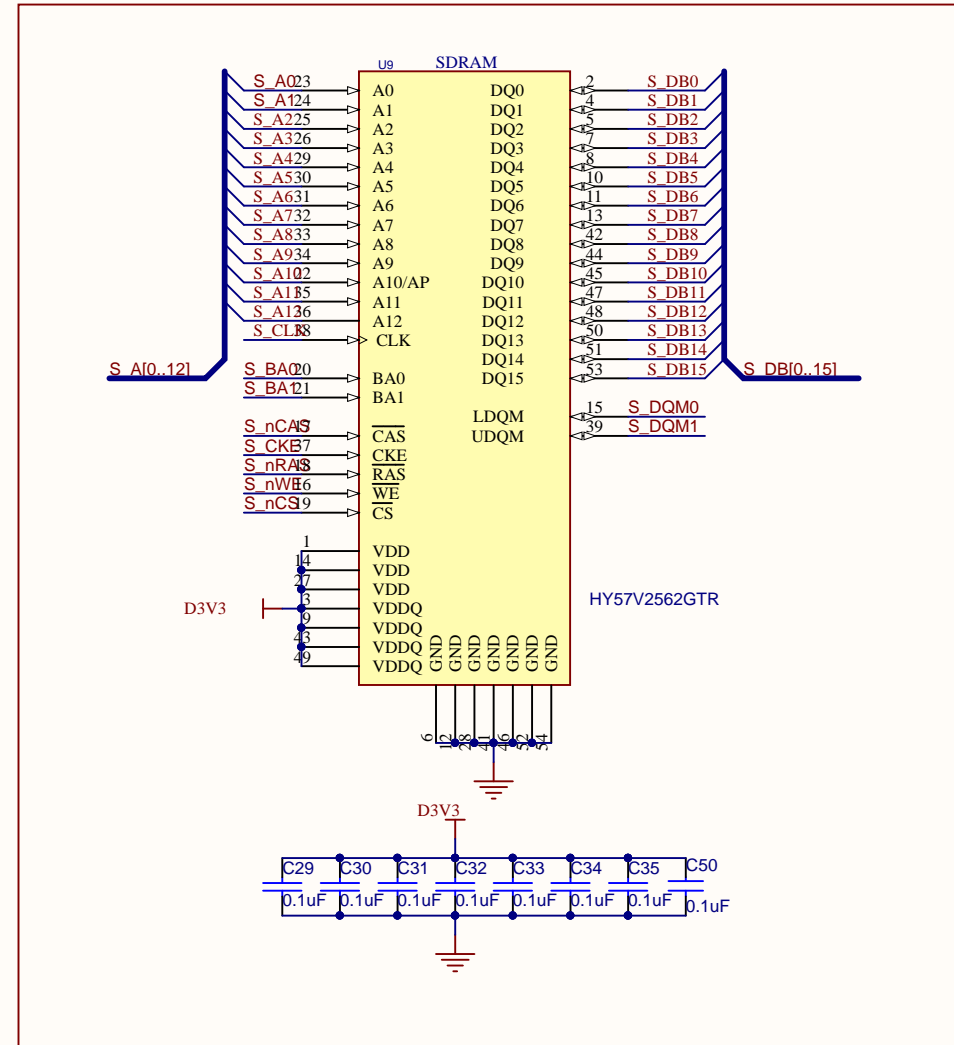 U9 SDRAM
S_A0 23 A0 DQ0 2 S_DB0
S_A1 24 A1 DQ1 4 S_DB1
S_A2 25 A2 DQ2 5 S_DB2
S_A3 26 A3 DQ3 7 S_DB3
S_A4 29 A4 DQ4 8 S_DB4
S_A5 30 A5 DQ5 10 S_DB5
S_A6 31 A6 DQ6 11 S_DB6
S_A7 32 A7 DQ7 13 S_DB7
S_A8 33 A8 DQ8 42 S_DB8
S_A9 34 A9 DQ9 44 S_DB9
S_A10 22 A10/AP DQ10 45 S_DB10
S_A11 35 A11 DQ11 47 S_DB11
S_A12 36 A12 DQ12 48 S_DB12
S_CLK 38 CLK DQ13 50 S_DB13
DQ14 51 S_DB14
S_A[0..12] S_BA0 20 BA0 DQ15 53 S_DB15 S_DB[0..15]
S_BA1 21 BA1
LDQM 15 S_DQM0
S_nCAS 17 CAS UDQM 39 S_DQM1
S_CKE 37 CKE
S_nRAS 18 RAS
S_nWE 16 WE
S_nCS 19 CS
1 VDD
14 VDD
27 VDD
D3V3 3 VDDQ HY57V2562GTR
9 VDDQ
43 VDDQ
49 VDDQ
GND GND GND GND GND GND GND
6 12 28 41 46 52 54
D3V3
C29 C30 C31 C32 C33 C34 C35 C50
0.1uF 0.1uF 0.1uF 0.1uF 0.1uF 0.1uF 0.1uF 0.1uF